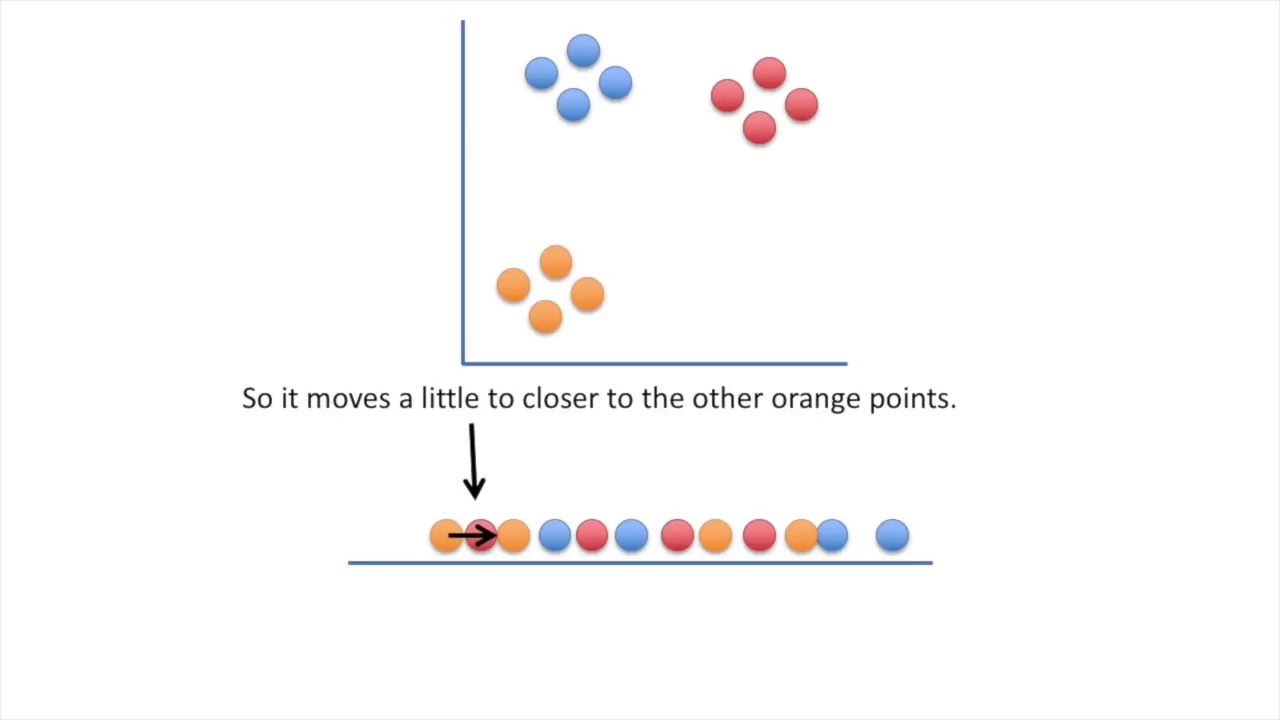 So it moves a little to closer to the other orange points.